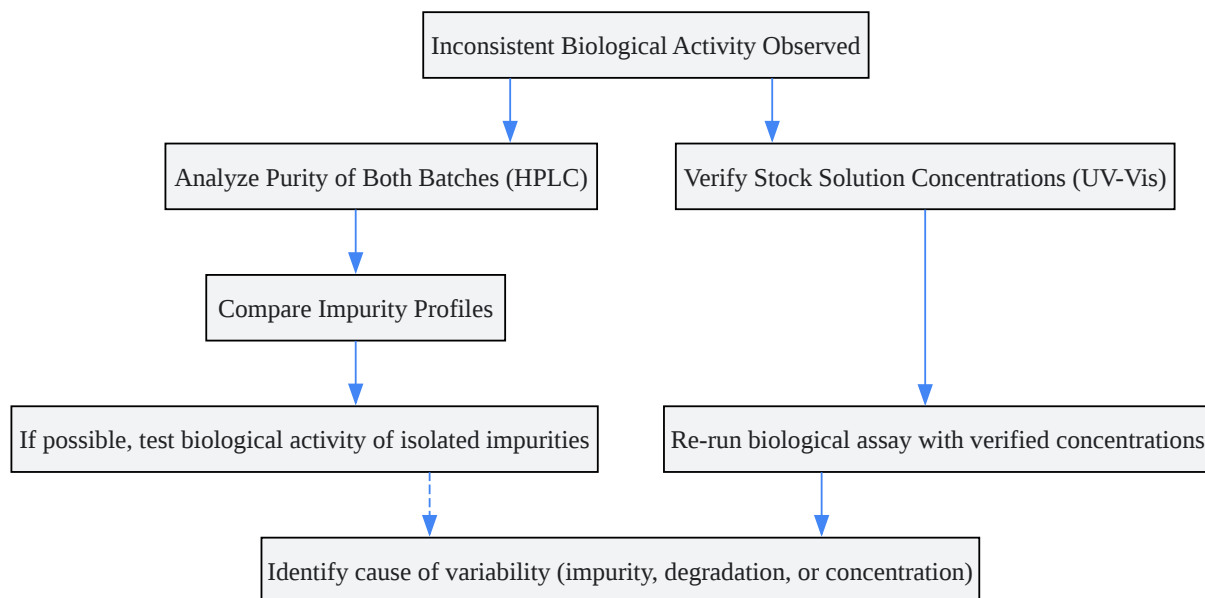 Inconsistent Biological Activity Observed
Analyze Purity of Both Batches (HPLC)
Verify Stock Solution Concentrations (UV-Vis)
Compare Impurity Profiles
If possible, test biological activity of isolated impurities
Re-run biological assay with verified concentrations
Identify cause of variability (impurity, degradation, or concentration)